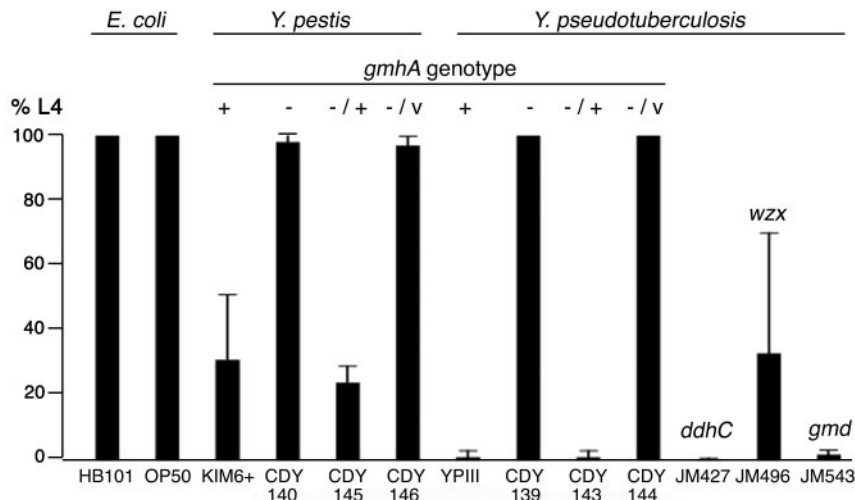 E. coli Y. pestis Y. pseudotuberculosis
gmhA genotype
% L4 + - - / + - / v + - - / + - / v
100
80
wzx
60
40
20
ddhC gmd
0
HB101 OP50 KIM6+ CDY CDY CDY YPIII CDY CDY CDY JM427 JM496 JM543
140 145 146 139 143 144